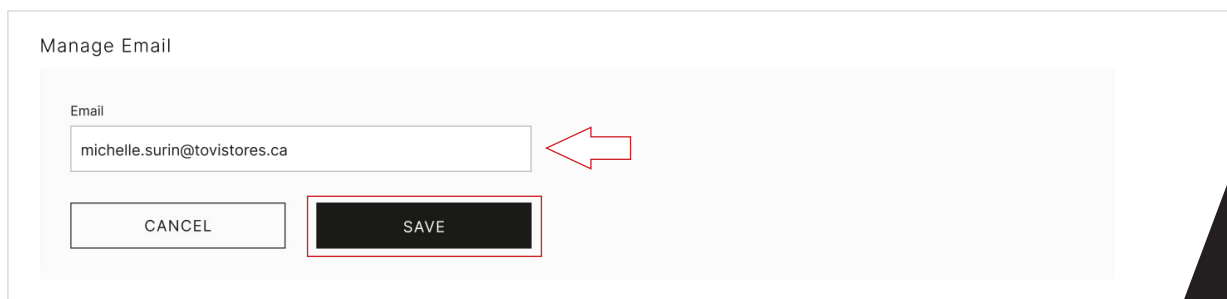 Manage Email
Email
michelle.surin@tovistores.ca
CANCEL
SAVE